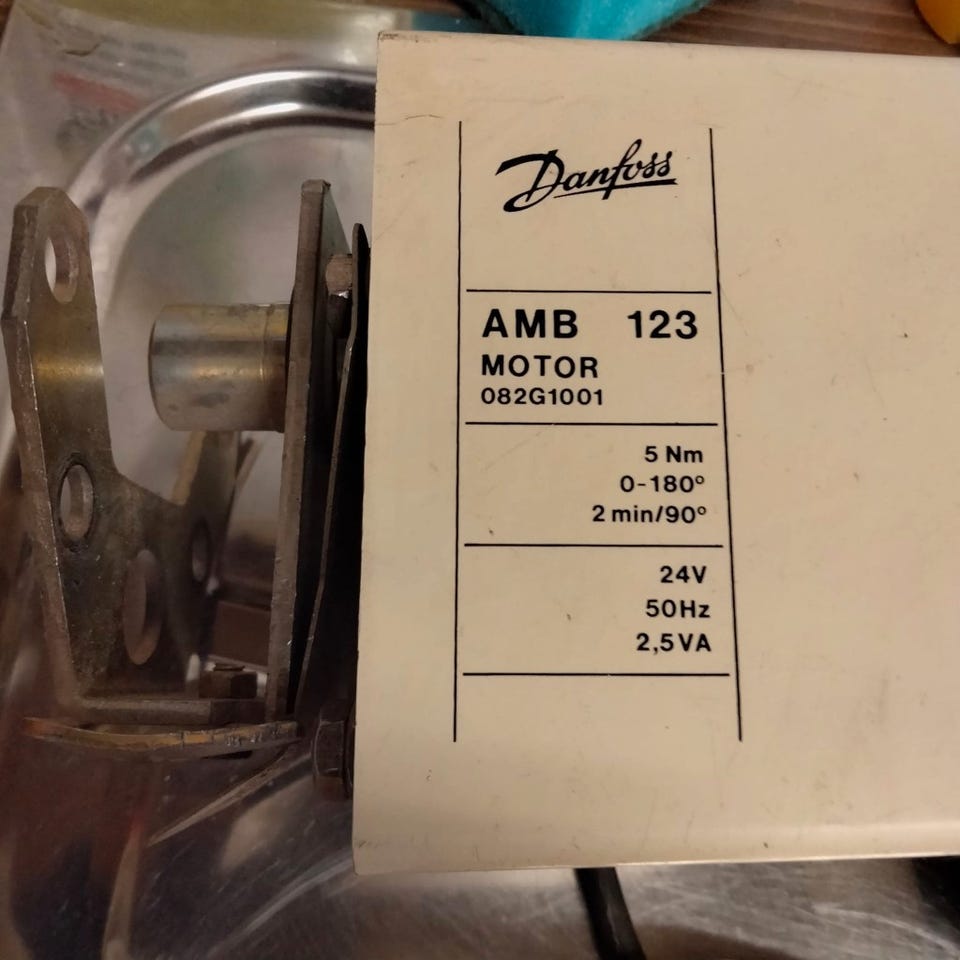 Danfoss
AMB 123
MOTOR
082G1001
5 Nm
0-180°
2 min/90°
24V
50Hz
2,5VA